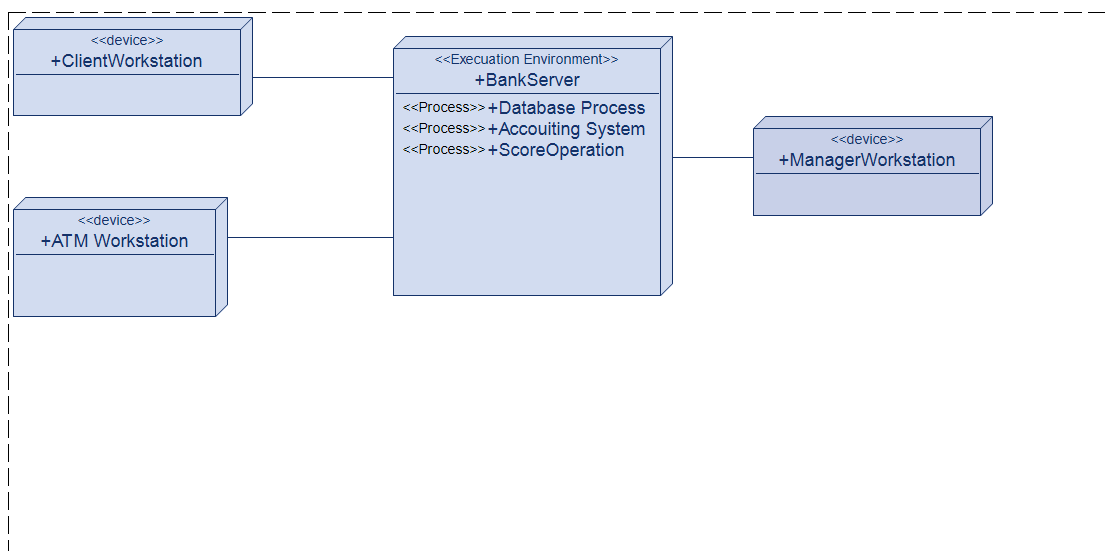 <<device>>
+ClientWorkstation
<<Execuation Environment>>
+BankServer
<<Process>> +Database Process
<<Process>> +Accouiting System
<<Process>> +ScoreOperation
<<device>>
+ManagerWorkstation
<<device>>
+ATM Workstation